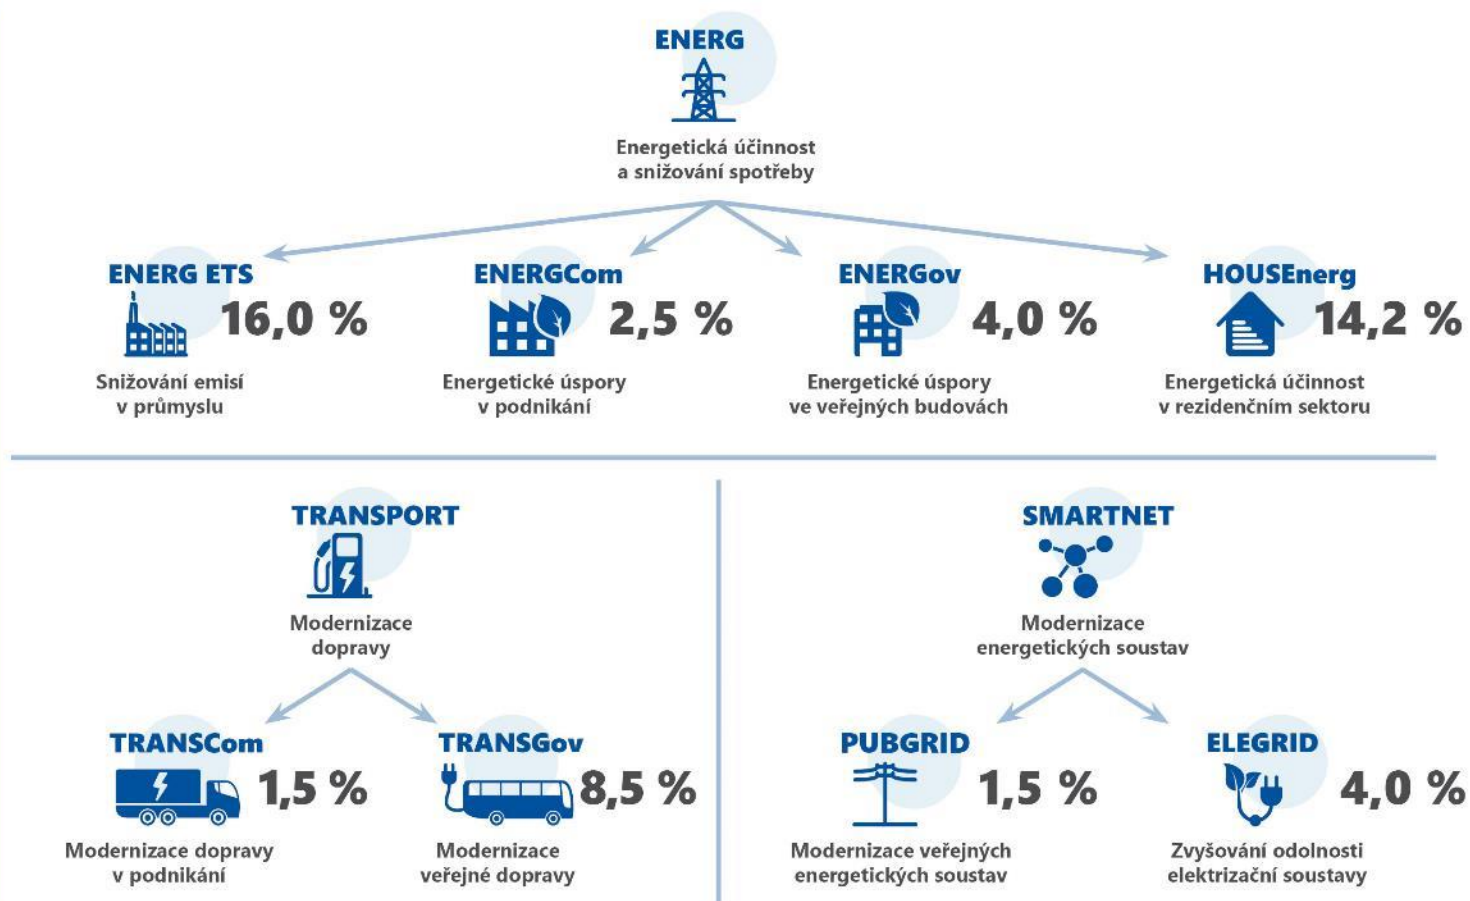 ENERG
Energetická účinnost
a snižování spotřeby
ENERG ETS
16,0 %
Snižování emisí
v průmyslu
ENERGCom
2,5 %
Energetické úspory
v podnikání
ENERGov
4,0 %
Energetické úspory
ve veřejných budovách
HOUSEnerg
14,2 %
Energetická účinnost
v rezidenčním sektoru
TRANSPORT
Modernizace
dopravy
TRANSCom
1,5 %
Modernizace dopravy
v podnikání
TRANSGov
8,5 %
Modernizace
veřejné dopravy
SMARTNET
Modernizace
energetických soustav
PUBGRID
1,5 %
Modernizace veřejných
energetických soustav
ELEGRID
4,0 %
Zvyšování odolnosti
elektrizační soustavy